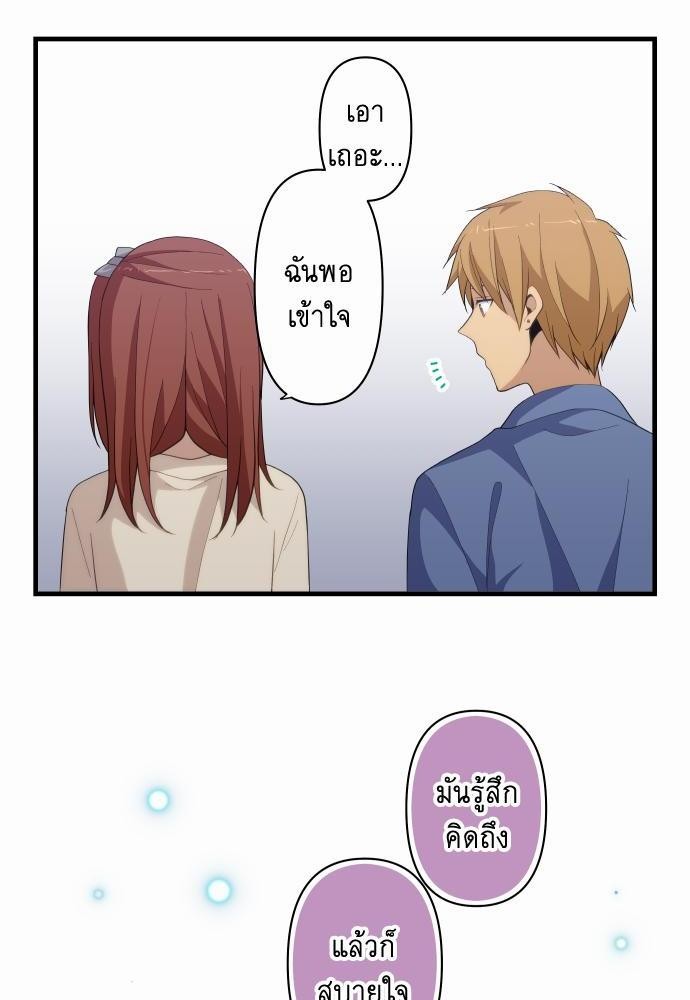 เอา
เถอะ...
ฉันพอ
เข้าใจ
มันรู้สึก
คิดถึง
แล้วก็
สบายใจ